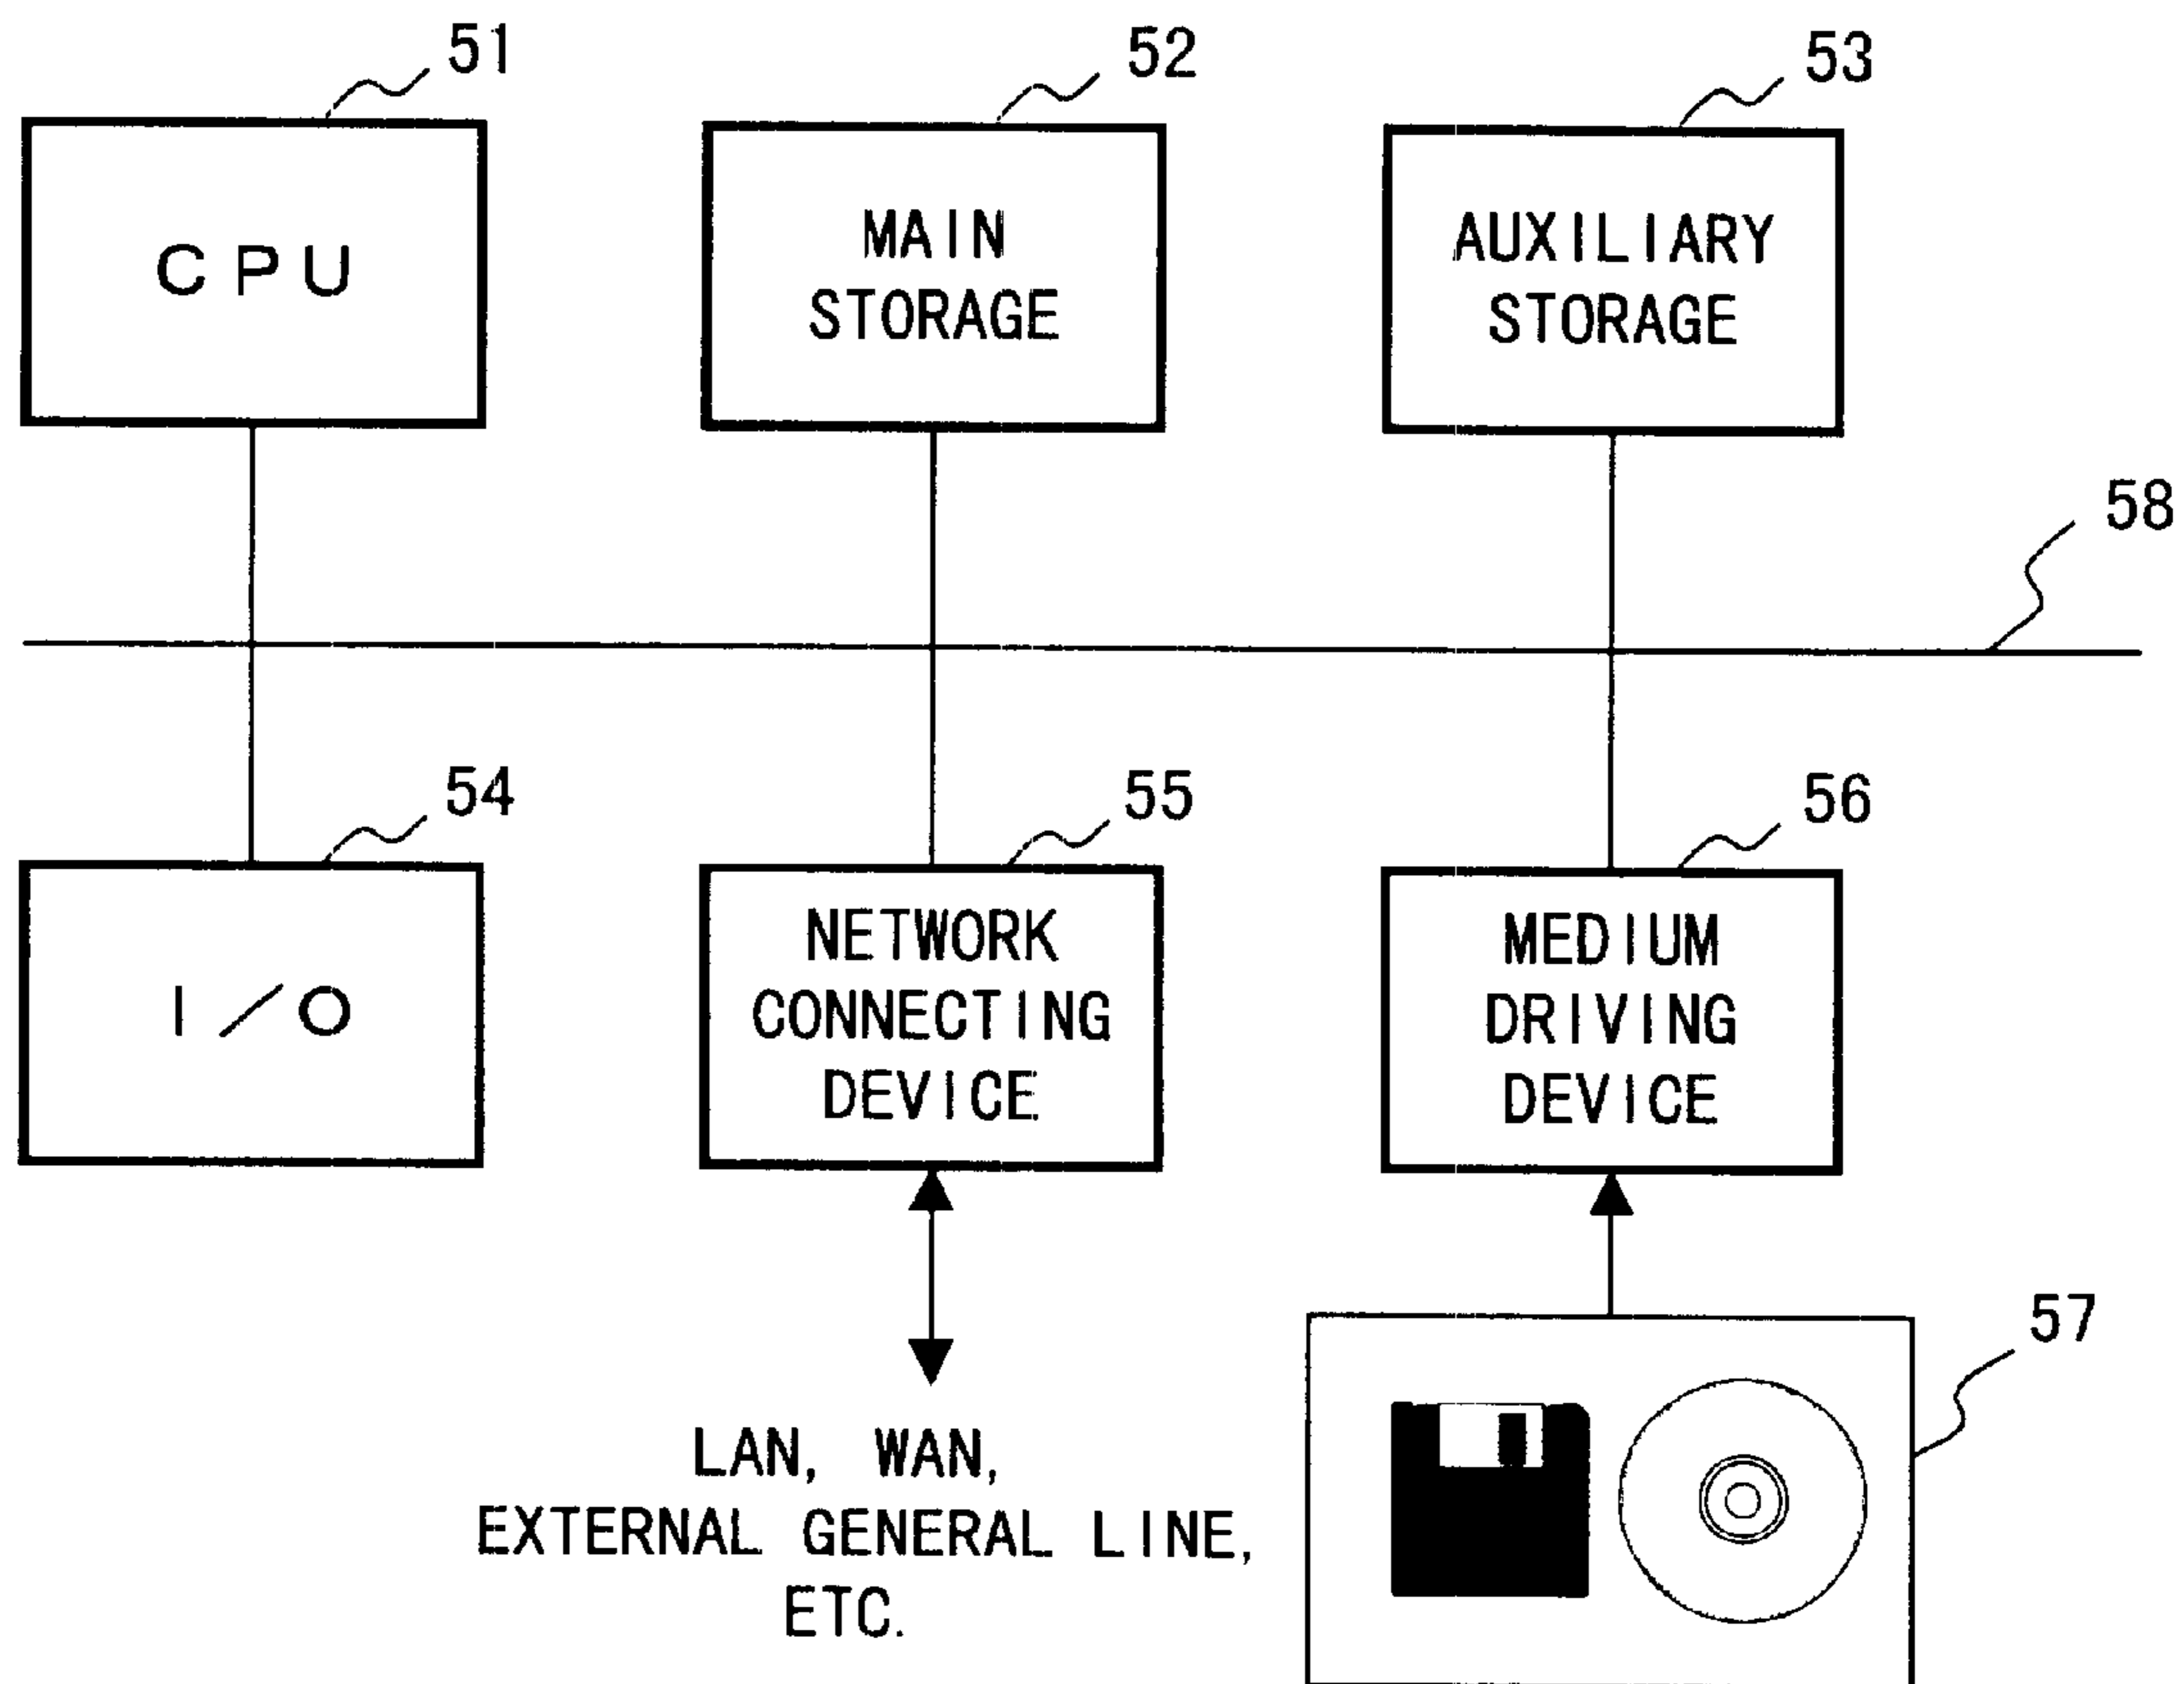 51
52
53
CPU
MAIN
STORAGE
AUXILIARY
STORAGE
58
54
55
56
I/O
NETWORK
CONNECTING
DEVICE
MEDIUM
DRIVING
DEVICE
57
LAN, WAN,
EXTERNAL GENERAL LINE,
ETC.